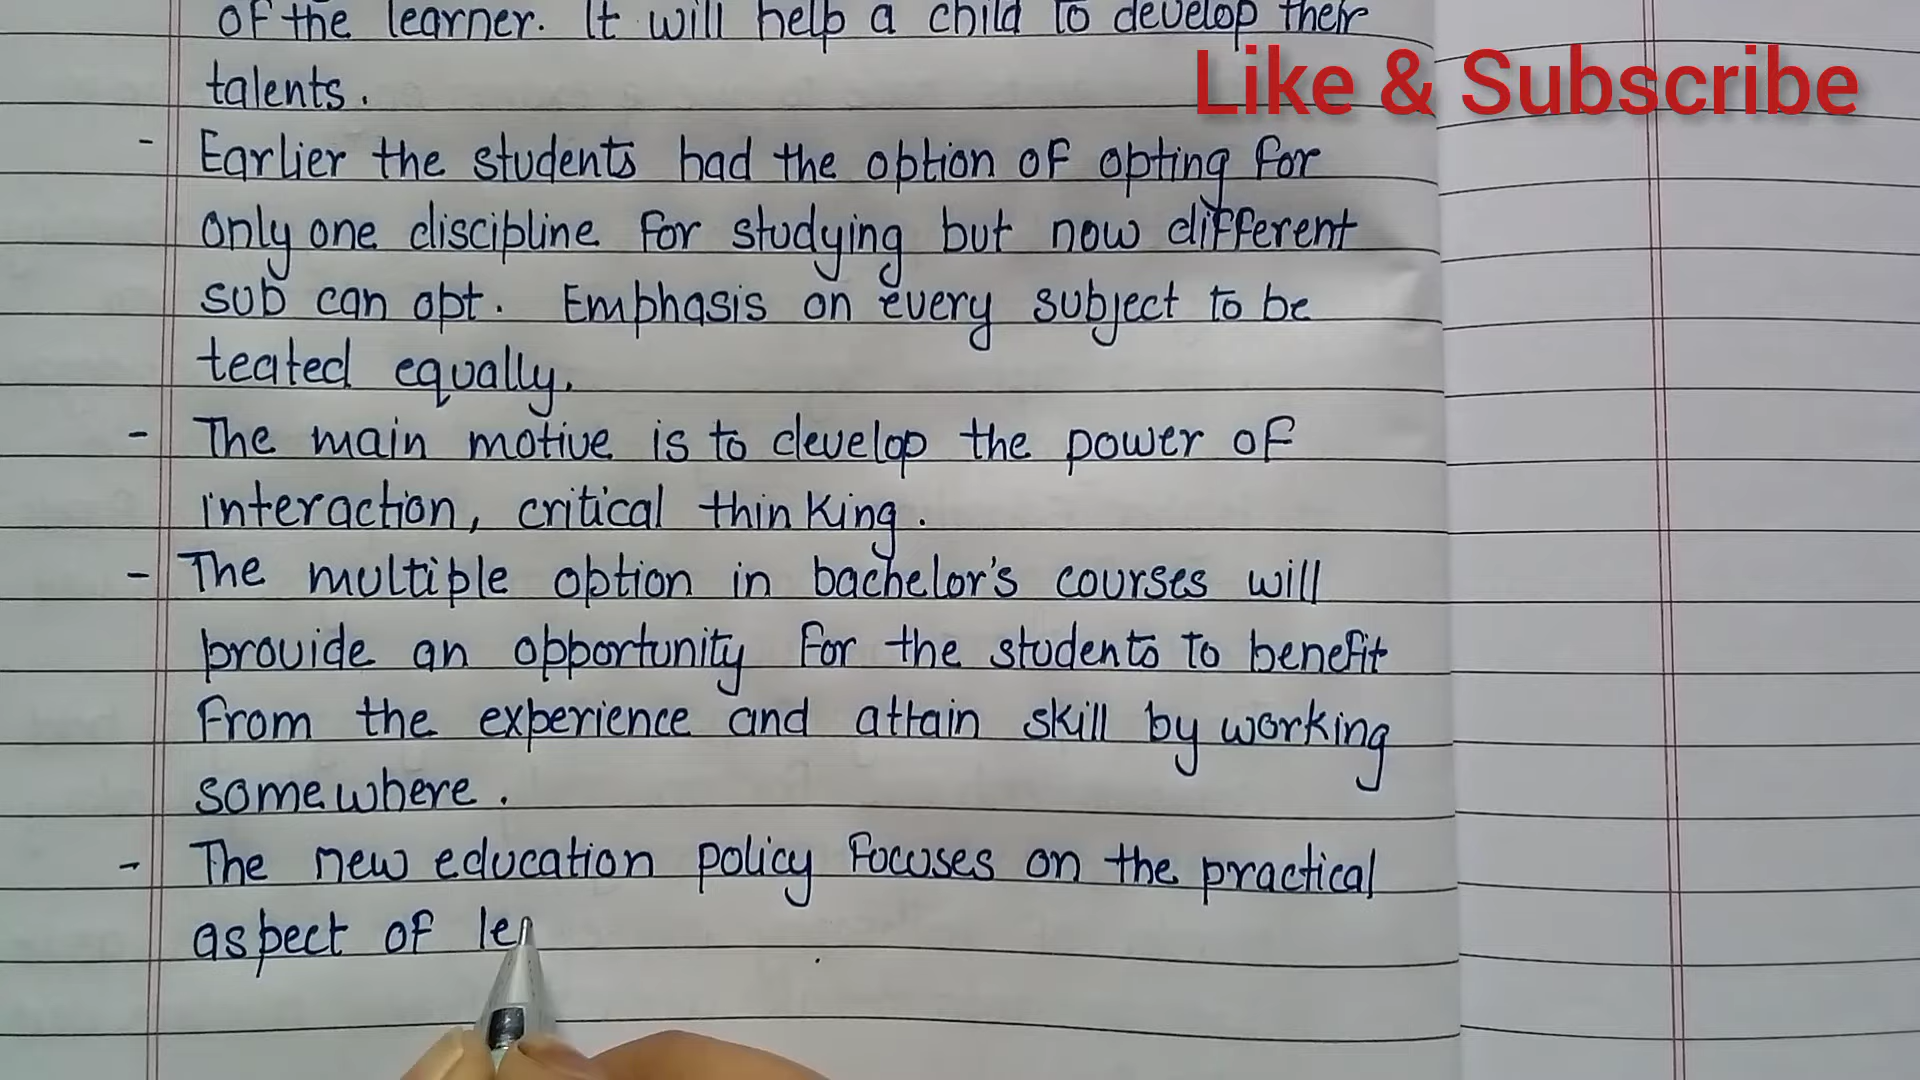 of the learner. It will help a child to develop their
talents.
Like & Subscribe
- Earlier the students had the option of opting for
only one discipline for studying but now different
sub can opt. Emphasis on every subject to be
teated equally.
- The main motive is to develop the power of
interaction, critical thinking.
- The multiple option in bachelor's courses will
provide an opportunity for the students to benefit
from the experience and attain skill by working
somewhere.
- The new education policy focuses on the practical
aspect of le